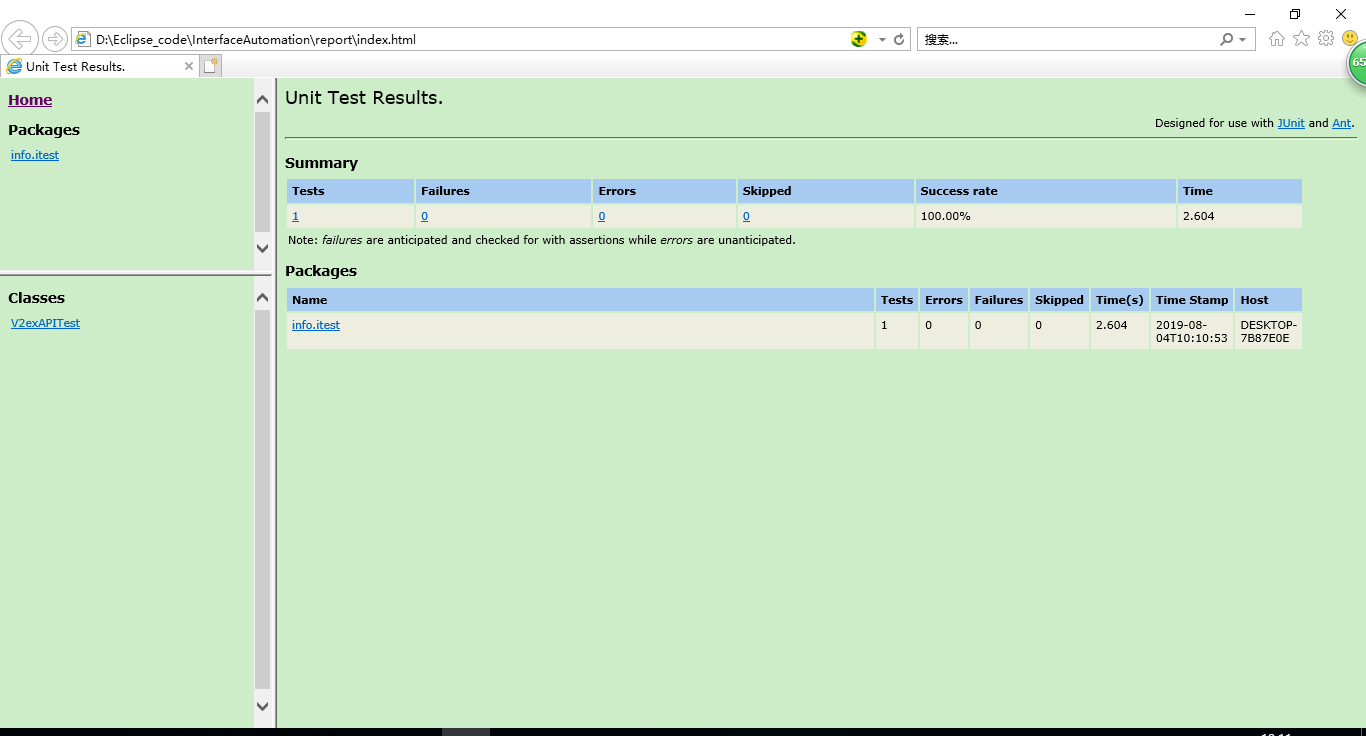 D:\Eclipse_code\InterfaceAutomation\report\index.html
搜索...
Unit Test Results.
65
Home
Packages
info.itest
Classes
V2exAPITest
Unit Test Results.
Designed for use with JUnit and Ant.
Summary
Tests Failures Errors Skipped Success rate Time
1 0 0 0 100.00% 2.604
Note: failures are anticipated and checked for with assertions while errors are unanticipated.
Packages
Name Tests Errors Failures Skipped Time(s) Time Stamp Host
info.itest 1 0 0 0 2.604 2019-08- DESKTOP-
04T10:10:53 7B87E0E